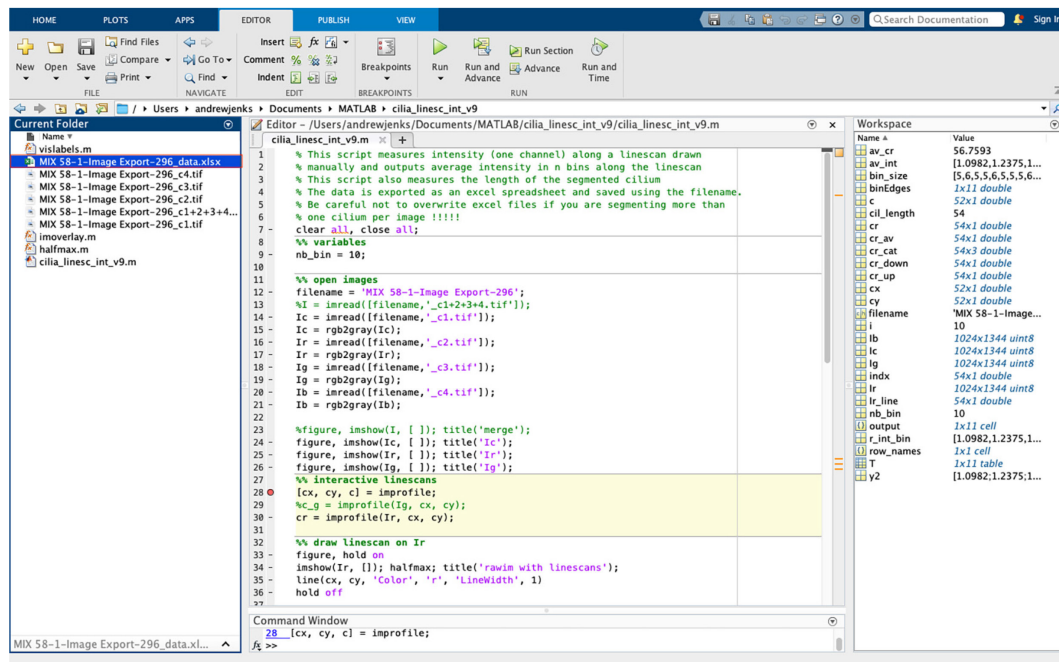 HOME PLOTS APPS EDITOR PUBLISH VIEW Search Documentation Sign In
New Open Save Find Files Compare Print FILE
Go To Find NAVIGATE
Insert fx Comment % Indent EDIT
Breakpoints BREAKPOINTS
Run Run and Advance Run Section Advance Run and Time RUN
/ Users andrewjenks Documents MATLAB cilia_linesc_int_v9
Current Folder
Name
vislabels.m
MIX 58-1-Image Export-296_data.xlsx
MIX 58-1-Image Export-296_c4.tif
MIX 58-1-Image Export-296_c3.tif
MIX 58-1-Image Export-296_c2.tif
MIX 58-1-Image Export-296_c1+2+3+4...
MIX 58-1-Image Export-296_c1.tif
imoverlay.m
halfmax.m
cilia_linesc_int_v9.m
MIX 58-1-Image Export-296_data.xl...
Editor - /Users/andrewjenks/Documents/MATLAB/cilia_linesc_int_v9/cilia_linesc_int_v9.m
cilia_linesc_int_v9.m
1 % This script measures intensity (one channel) along a linescan drawn
2 % manually and outputs average intensity in n bins along the linescan
3 % This script also measures the length of the segmented cilium
4 % The data is exported as an excel spreadsheet and saved using the filename.
5 % Be careful not to overwrite excel files if you are segmenting more than
6 % one cilium per image !!!!!
7 - clear all, close all;
8 %% variables
9 - nb_bin = 10;
10
11 %% open images
12 - filename = 'MIX 58-1-Image Export-296';
13 %I = imread([filename,'_c1+2+3+4.tif']);
14 - Ic = imread([filename,'_c1.tif']);
15 - Ic = rgb2gray(Ic);
16 - Ir = imread([filename,'_c2.tif']);
17 - Ir = rgb2gray(Ir);
18 - Ig = imread([filename,'_c3.tif']);
19 - Ig = rgb2gray(Ig);
20 - Ib = imread([filename,'_c4.tif']);
21 - Ib = rgb2gray(Ib);
22
23 %figure, imshow(I, [ ]); title('merge');
24 - figure, imshow(Ic, [ ]); title('Ic');
25 - figure, imshow(Ir, [ ]); title('Ir');
26 - figure, imshow(Ig, [ ]); title('Ig');
27 %% interactive linescans
28 [cx, cy, c] = improfile;
29 %c_g = improfile(Ig, cx, cy);
30 - cr = improfile(Ir, cx, cy);
31
32 %% draw linescan on Ir
33 - figure, hold on
34 - imshow(Ir, []); halfmax; title('rawim with linescans');
35 - line(cx, cy, 'Color', 'r', 'LineWidth', 1)
36 - hold off
37
Command Window
28 [cx, cy, c] = improfile;
fx >>
Workspace
Name Value
av_cr 56.7593
av_int [1.0982,1.2375,1...
bin_size [5,6,5,5,6,5,5,5,6...
binEdges 1x11 double
c 52x1 double
cil_length 54
cr 54x1 double
cr_av 54x1 double
cr_cat 54x3 double
cr_down 54x1 double
cr_up 54x1 double
cx 52x1 double
cy 52x1 double
filename 'MIX 58-1-Image...
i 10
Ib 1024x1344 uint8
Ic 1024x1344 uint8
Ig 1024x1344 uint8
indx 54x1 double
Ir 1024x1344 uint8
Ir_line 54x1 double
nb_bin 10
output 1x11 cell
r_int_bin [1.0982,1.2375,1...
row_names 1x1 cell
T 1x11 table
y2 [1.0982;1.2375;1...